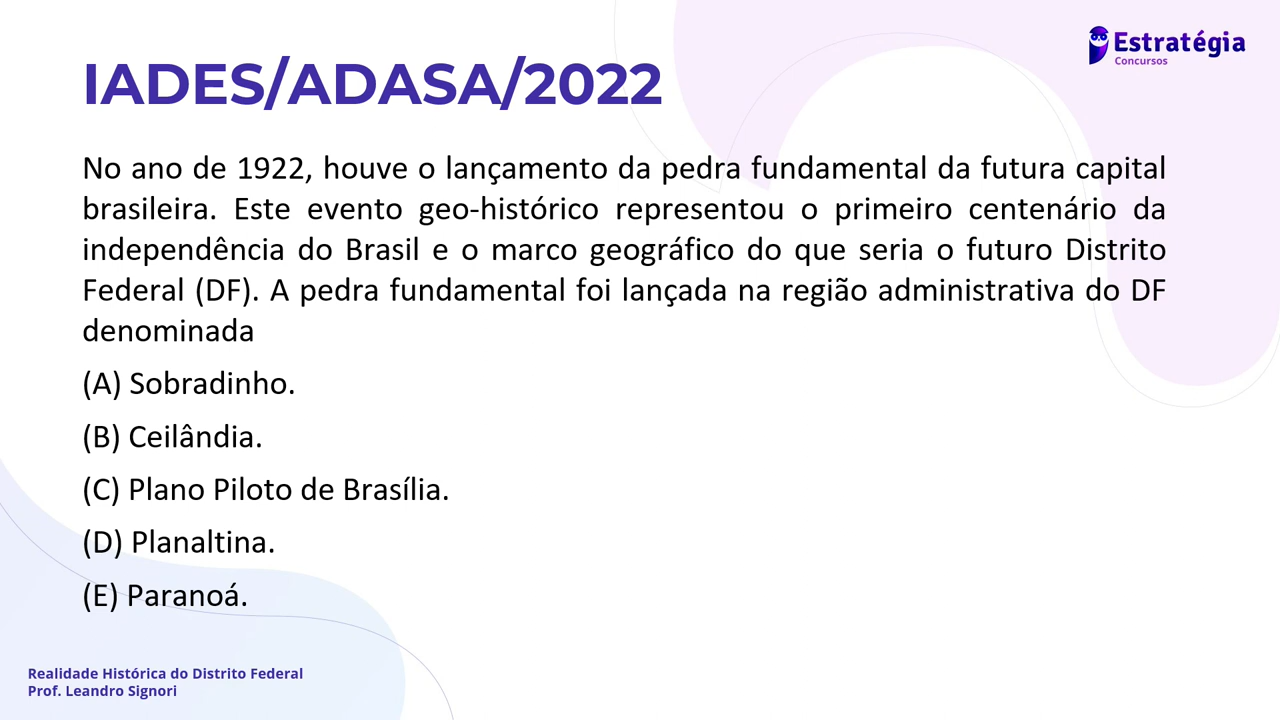 Estratégia
Concursos
IADES/ADASA/2022
No ano de 1922, houve o lançamento da pedra fundamental da futura capital
brasileira. Este evento geo-histórico representou o primeiro centenário da
independência do Brasil e o marco geográfico do que seria o futuro Distrito
Federal (DF). A pedra fundamental foi lançada na região administrativa do DF
denominada
(A) Sobradinho.
(B) Ceilândia.
(C) Plano Piloto de Brasília.
(D) Planaltina.
(E) Paranoá.
Realidade Histórica do Distrito Federal
Prof. Leandro Signori